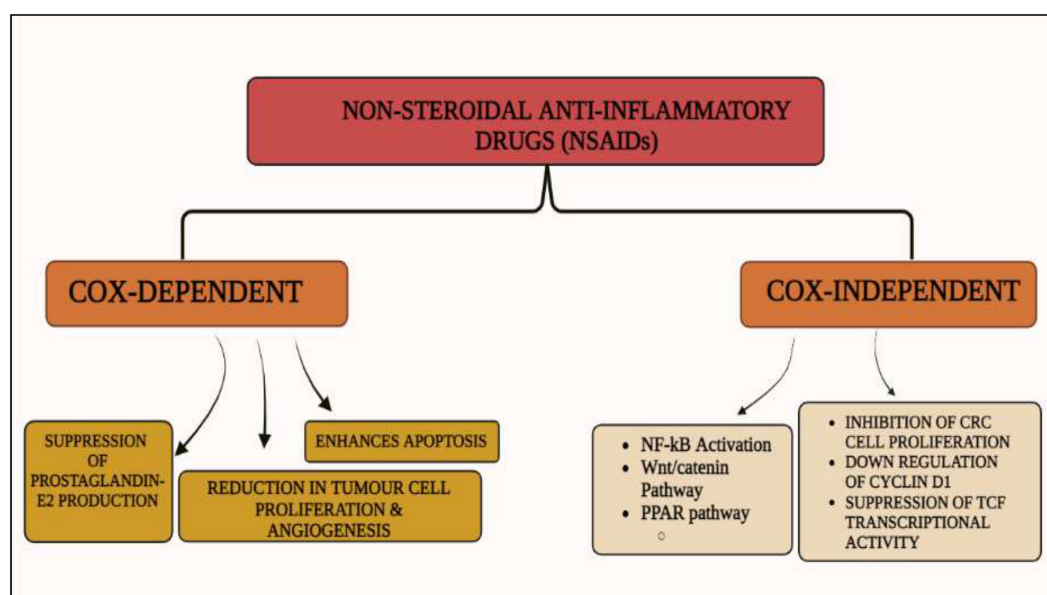 NON-STEROIDAL ANTI-INFLAMMATORY
DRUGS (NSAIDs)
COX-DEPENDENT
COX-INDEPENDENT
SUPPRESSION
OF
PROSTAGLANDIN-
E2 PRODUCTION
ENHANCES APOPTOSIS
REDUCTION IN TUMOUR CELL
PROLIFERATION &
ANGIOGENESIS
• NF-kB Activation
• Wnt/catenin
Pathway
• PPAR pathway
○
• INHIBITION OF CRC
CELL PROLIFERATION
• DOWN REGULATION
OF CYCLIN D1
• SUPPRESSION OF TCF
TRANSCRIPTIONAL
ACTIVITY